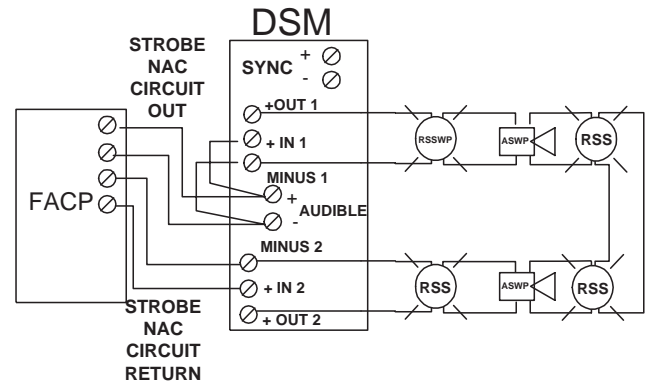 DSM
STROBE
NAC
CIRCUIT
OUT
SYNC
+
-
+OUT 1
+ IN 1
MINUS 1
+
AUDIBLE
-
MINUS 2
+ IN 2
+ OUT 2
FACP
STROBE
NAC
CIRCUIT
RETURN
RSSWP
ASWP
RSS
RSS
ASWP
RSS